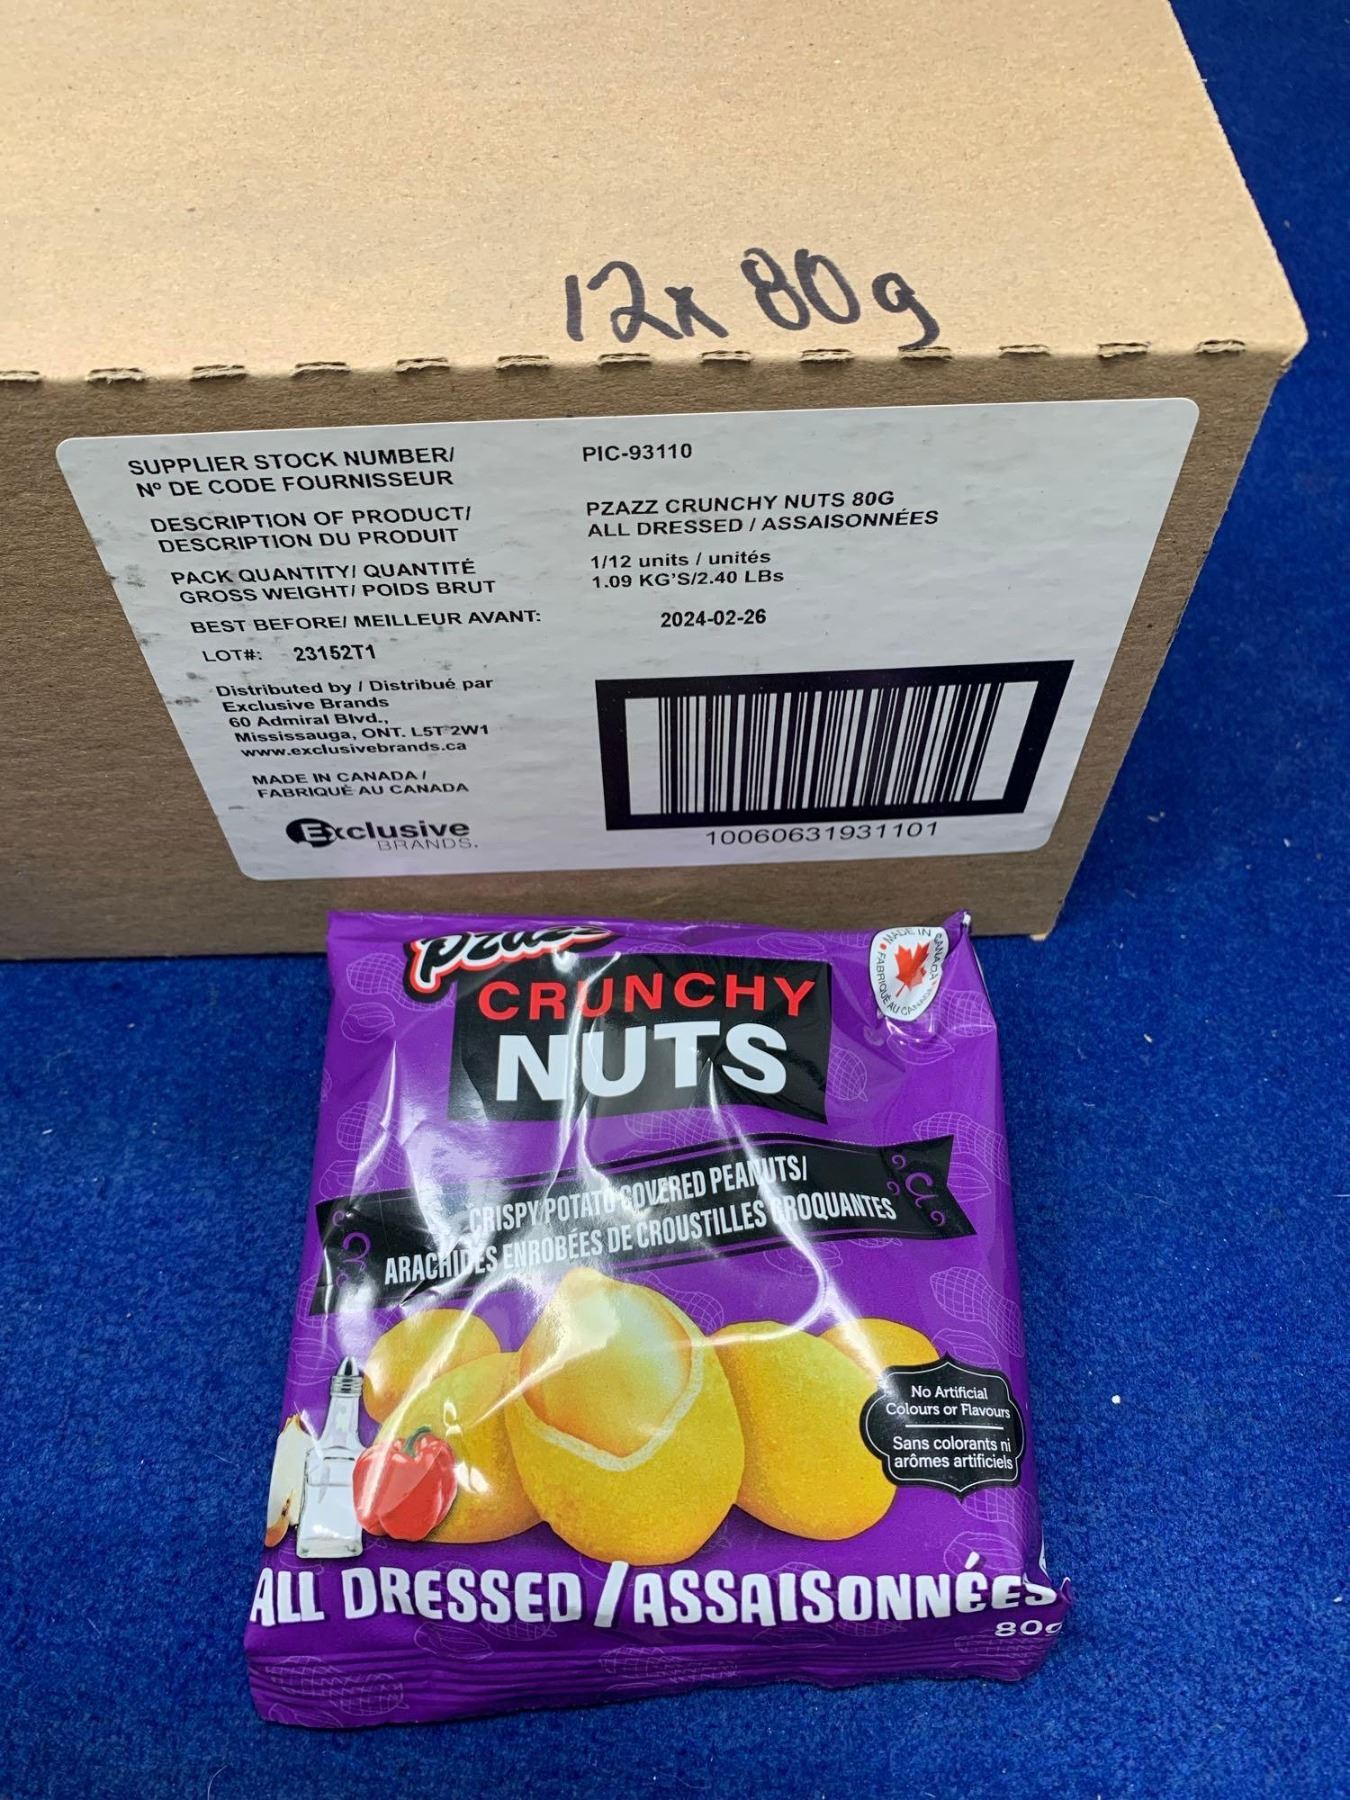 12x 80g
SUPPLIER STOCK NUMBER/
Nº DE CODE FOURNISSEUR
PIC-93110
DESCRIPTION OF PRODUCT/
DESCRIPTION DU PRODUIT
PZAZZ CRUNCHY NUTS 80G
ALL DRESSED / ASSAISONNÉES
PACK QUANTITY/ QUANTITÉ
GROSS WEIGHT/ POIDS BRUT
1/12 units / unités
1.09 KG'S/2.40 LBs
BEST BEFORE/ MEILLEUR AVANT:
2024-02-26
LOT#: 23152T1
Distributed by / Distribué par
Exclusive Brands
60 Admiral Blvd.,
Mississauga, ONT. L5T 2W1
www.exclusivebrands.ca
MADE IN CANADA /
FABRIQUÉ AU CANADA
Exclusive
BRANDS.
10060631931101
Pzazz
CRUNCHY
NUTS
MADE IN CANADA
FABRIQUÉ AU CANADA
CRISPY POTATO COVERED PEANUTS/
ARACHIDES ENROBÉES DE CROUSTILLES CROQUANTES
No Artificial
Colours or Flavours
Sans colorants ni
arômes artificiels
ALL DRESSED / ASSAISONNÉES
80g